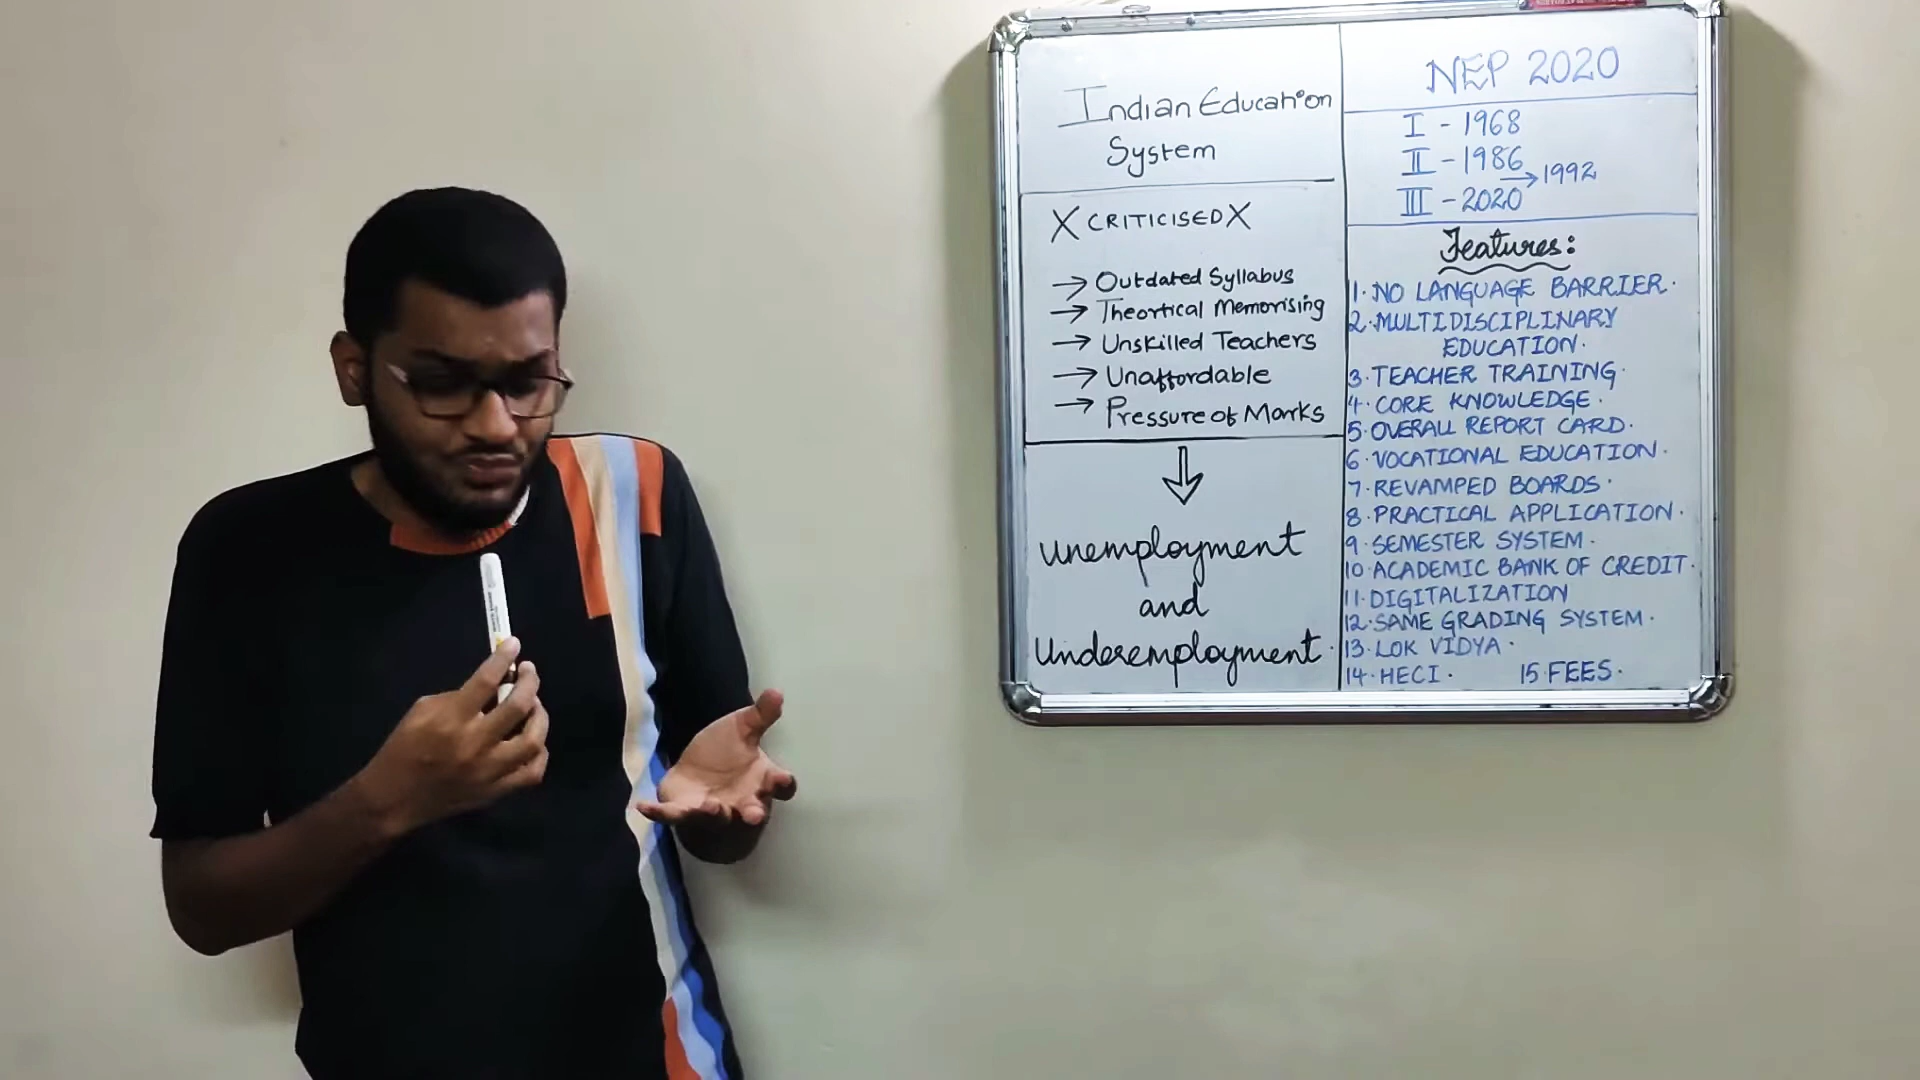 Indian Education
System
X CRITICISED X
→ Outdated Syllabus
→ Theortical Memorising
→ Unskilled Teachers
→ Unaffordable
→ Pressure of Marks
Unemployment
and
Underemployment.
NEP 2020
I - 1968
II - 1986 → 1992
III - 2020
Features:
1. NO LANGUAGE BARRIER.
2. MULTIDISCIPLINARY
EDUCATION.
3. TEACHER TRAINING.
4. CORE KNOWLEDGE.
5. OVERALL REPORT CARD.
6. VOCATIONAL EDUCATION.
7. REVAMPED BOARDS.
8. PRACTICAL APPLICATION.
9. SEMESTER SYSTEM.
10. ACADEMIC BANK OF CREDIT.
11. DIGITALIZATION
12. SAME GRADING SYSTEM.
13. LOK VIDYA.
14. HECI. 15. FEES.